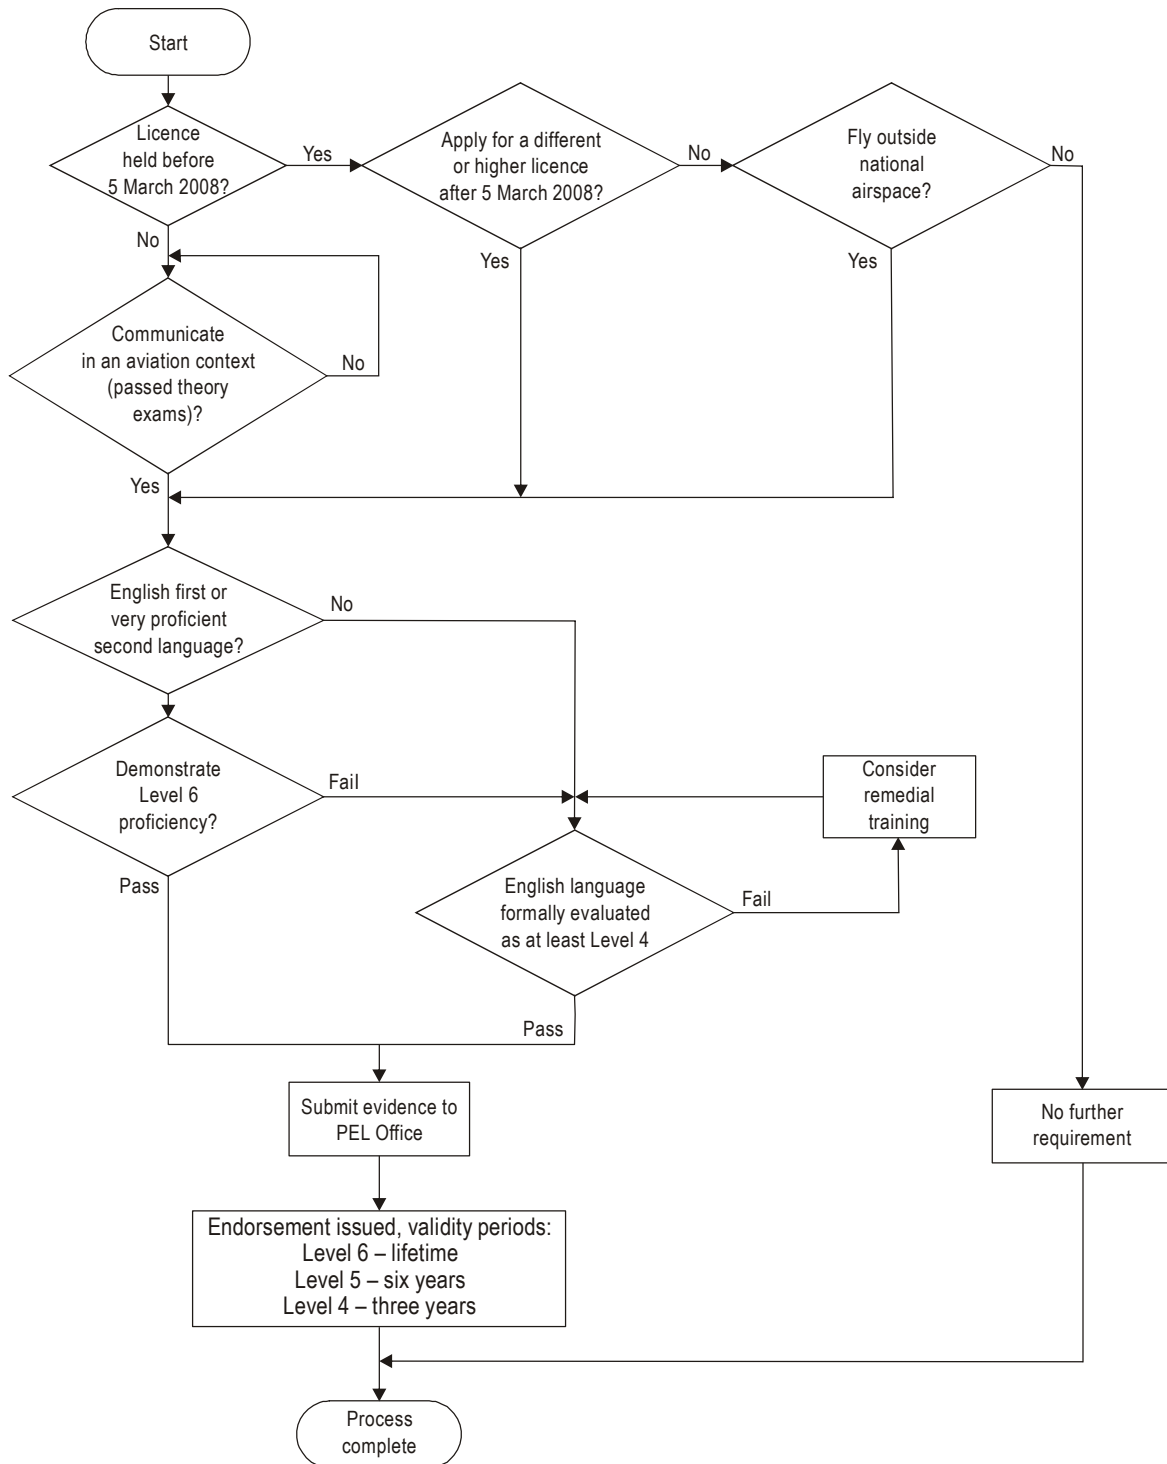 Start
Licence
held before
5 March 2008?
Yes
Apply for a different
or higher licence
after 5 March 2008?
No
Fly outside
national
airspace?
No
No
Yes
Yes
Communicate
in an aviation context
(passed theory
exams)?
No
Yes
English first or
very proficient
second language?
No
Demonstrate
Level 6
proficiency?
Fail
Consider
remedial
training
Pass
English language
formally evaluated
as at least Level 4
Fail
Pass
Submit evidence to
PEL Office
No further
requirement
Endorsement issued, validity periods:
Level 6 – lifetime
Level 5 – six years
Level 4 – three years
Process
complete